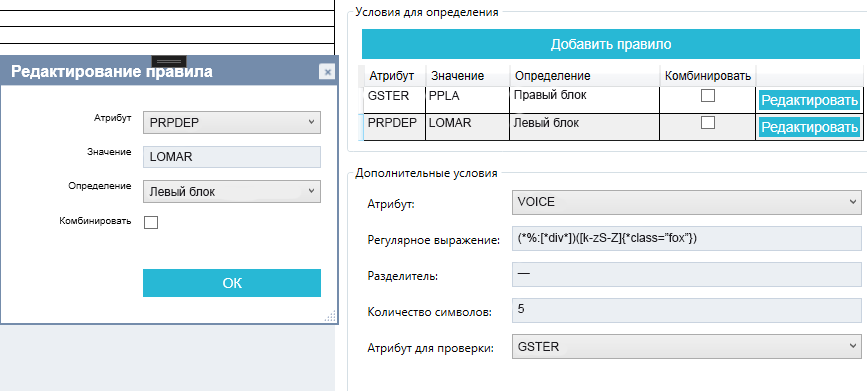 Условия для определения
Добавить правило
Атрибут Значение Определение Комбинировать
GSTER PPLA Правый блок Редактировать
PRPDEP LOMAR Левый блок Редактировать
Редактирование правила
Атрибут PRPDEP
Значение LOMAR
Определение Левый блок
Комбинировать
ОК
Дополнительные условия
Атрибут: VOICE
Регулярное выражение: (*%:[*div*])([k-zS-Z]{*class=”fox”})
Разделитель: —
Количество символов: 5
Атрибут для проверки: GSTER